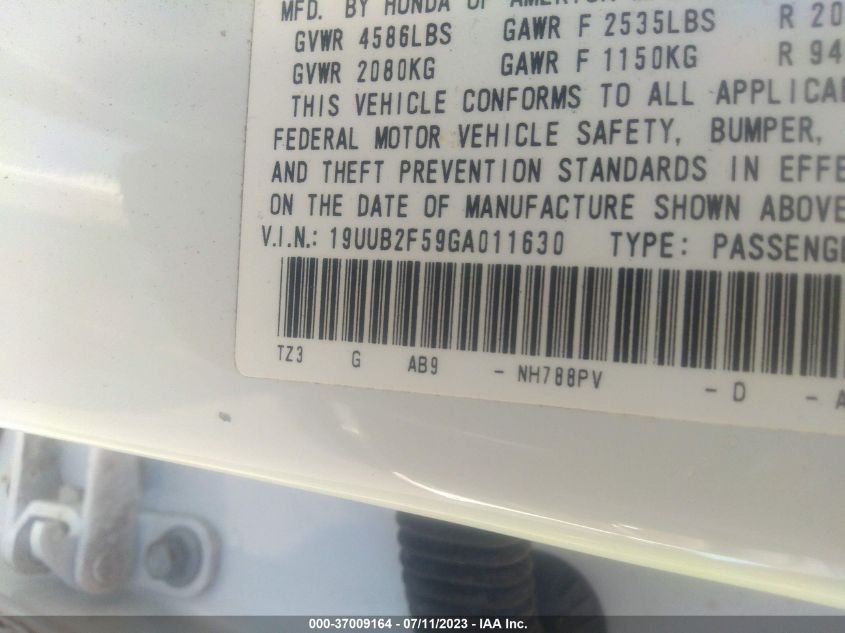 MFD. BY HONDA OF
GVWR 4586LBS GAWR F 2535LBS R 20
GVWR 2080KG GAWR F 1150KG R 94
THIS VEHICLE CONFORMS TO ALL APPLICAB
FEDERAL MOTOR VEHICLE SAFETY, BUMPER,
AND THEFT PREVENTION STANDARDS IN EFFE
ON THE DATE OF MANUFACTURE SHOWN ABOVE
V.I.N.: 19UUB2F59GA011630 TYPE: PASSENGE
TZ3 G AB9 - NH788PV - D - A
000-37009164 - 07/11/2023 - IAA Inc.